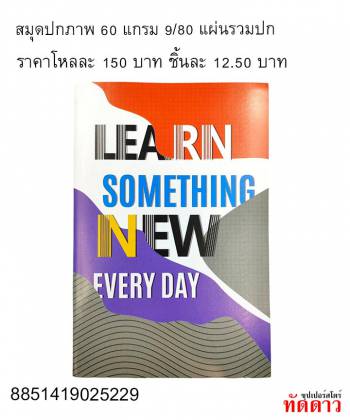 สมุดปกภาพ 60 แกรม 9/80 แผ่นรวมปก
ราคาโหลละ 150 บาท ชิ้นละ 12.50 บาท
LEARN
SOMETHING
NEW
EVERY DAY
8851419025229
ซุปเปอร์สโตร์
ทัดดาว